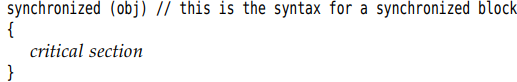 synchronized (obj) // this is the syntax for a synchronized block
{
critical section
}